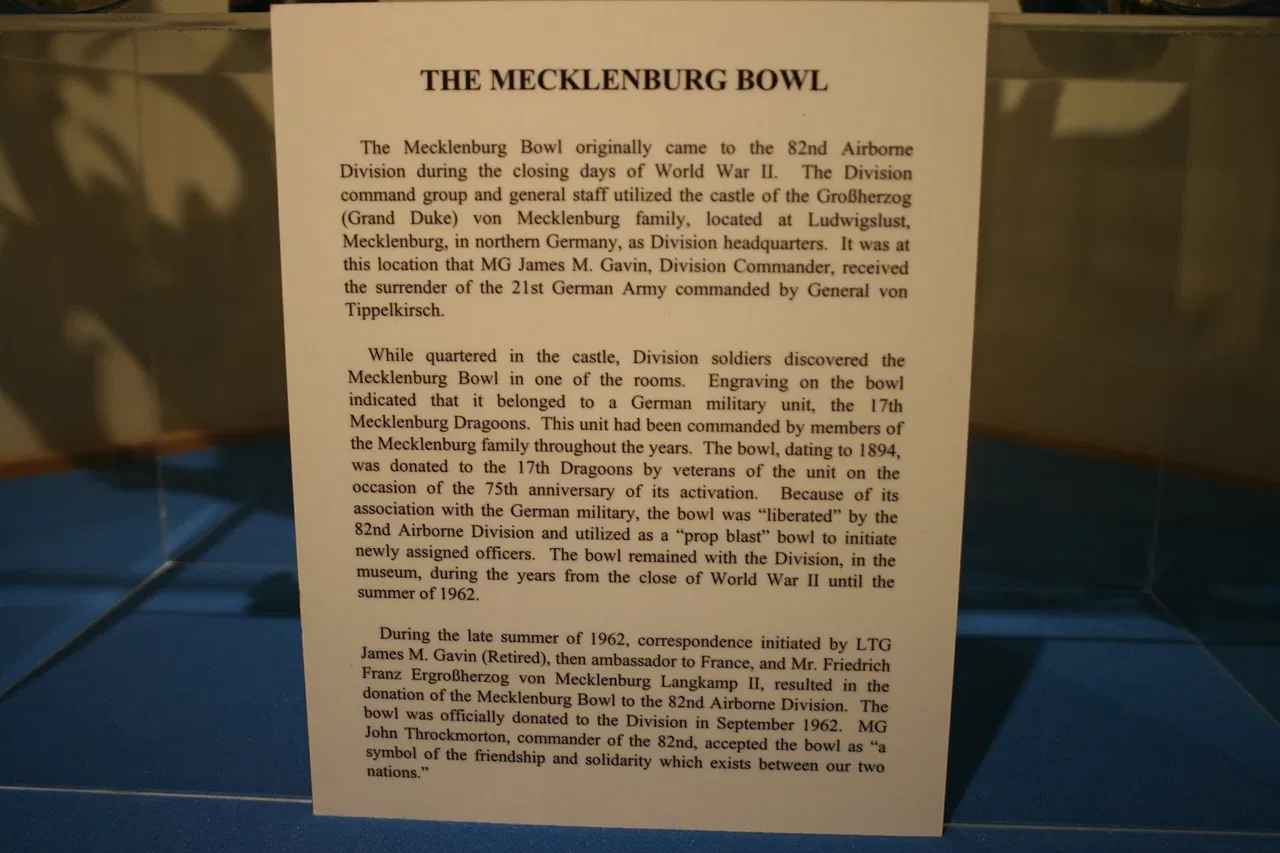 THE MECKLENBURG BOWL
The Mecklenburg Bowl originally came to the 82nd Airborne
Division during the closing days of World War II. The Division
command group and general staff utilized the castle of the Großherzog
(Grand Duke) von Mecklenburg family, located at Ludwigslust,
Mecklenburg, in northern Germany, as Division headquarters. It was at
this location that MG James M. Gavin, Division Commander, received
the surrender of the 21st German Army commanded by General von
Tippelkirsch.
While quartered in the castle, Division soldiers discovered the
Mecklenburg Bowl in one of the rooms. Engraving on the bowl
indicated that it belonged to a German military unit, the 17th
Mecklenburg Dragoons. This unit had been commanded by members of
the Mecklenburg family throughout the years. The bowl, dating to 1894,
was donated to the 17th Dragoons by veterans of the unit on the
occasion of the 75th anniversary of its activation. Because of its
association with the German military, the bowl was “liberated” by the
82nd Airborne Division and utilized as a “prop blast” bowl to initiate
newly assigned officers. The bowl remained with the Division, in the
museum, during the years from the close of World War II until the
summer of 1962.
During the late summer of 1962, correspondence initiated by LTG
James M. Gavin (Retired), then ambassador to France, and Mr. Friedrich
Franz Ergroßherzog von Mecklenburg Langkamp II, resulted in the
donation of the Mecklenburg Bowl to the 82nd Airborne Division. The
bowl was officially donated to the Division in September 1962. MG
John Throckmorton, commander of the 82nd, accepted the bowl as “a
symbol of the friendship and solidarity which exists between our two
nations.”